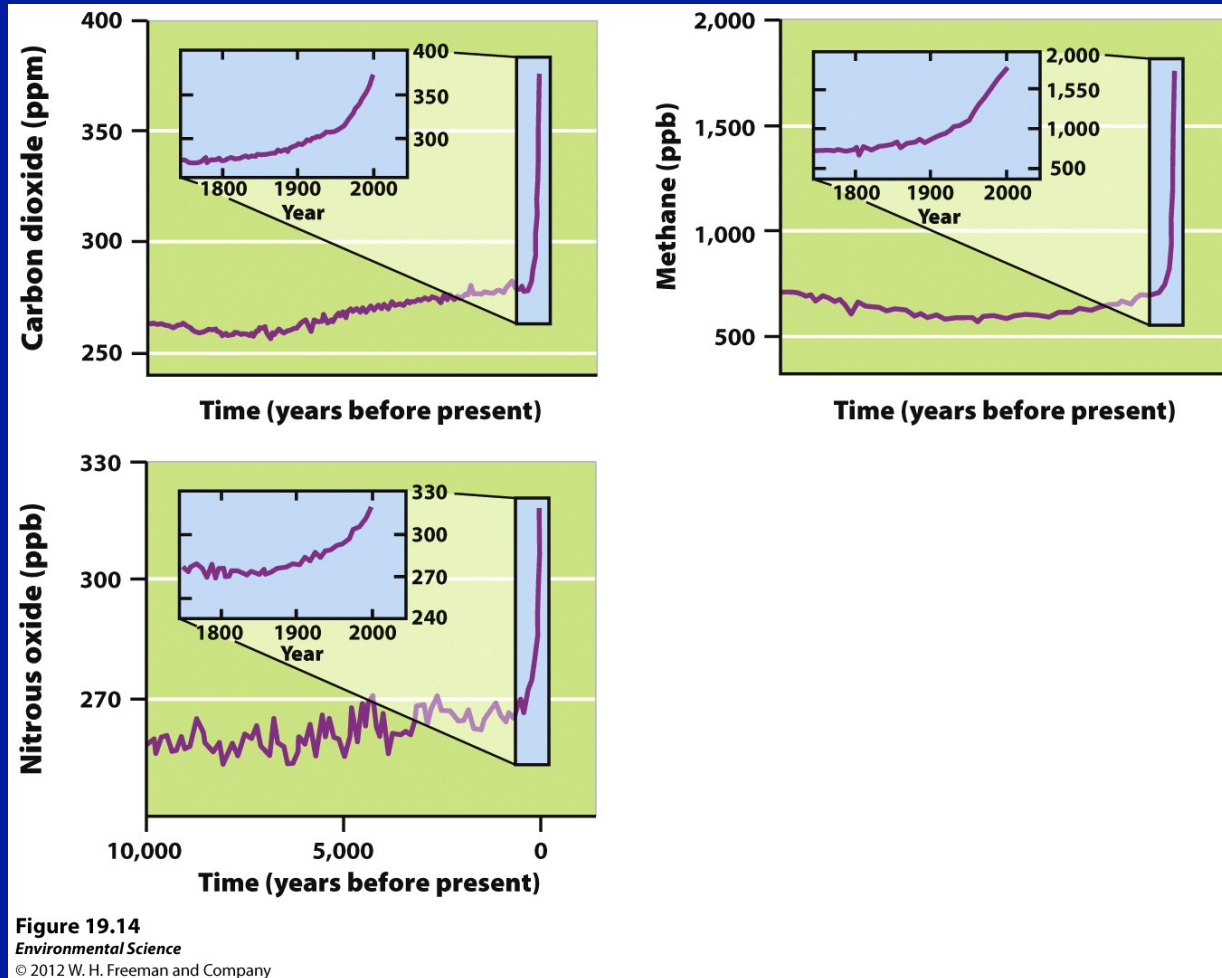 Carbon dioxide (ppm)
400
350
300
250
400
350
300
1800 1900 2000
Year
Time (years before present)
Methane (ppb)
2,000
1,500
1,000
500
2,000
1,550
1,000
500
1800 1900 2000
Year
Time (years before present)
Nitrous oxide (ppb)
330
300
270
330
300
270
240
1800 1900 2000
Year
10,000 5,000 0
Time (years before present)
Figure 19.14
Environmental Science
© 2012 W. H. Freeman and Company